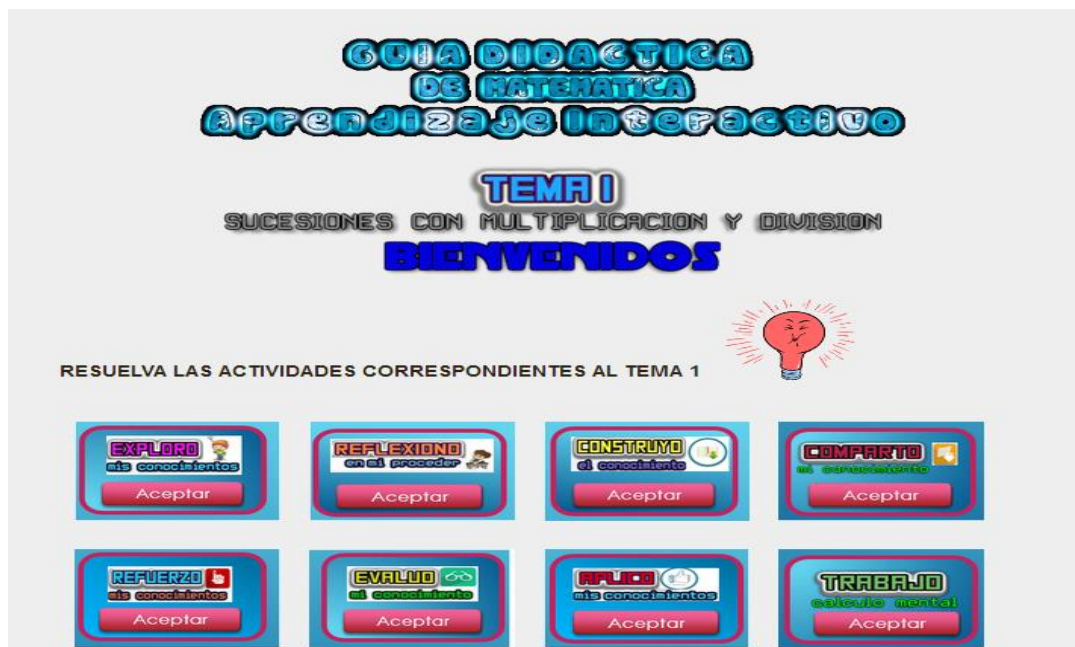 GUIA DIDACTICA
DE MATEMATICA
Aprendizaje Interactivo
TEMA 1
SUCESIONES CON MULTIPLICACION Y DIVISION
BIENVENIDOS
RESUELVA LAS ACTIVIDADES CORRESPONDIENTES AL TEMA 1
EXPLORO
mis conocimientos
Aceptar
REFLEXIONO
en mi proceder
Aceptar
CONSTRUYO
el conocimiento
Aceptar
COMPARTO
mi conocimiento
Aceptar
REFUERZO
mis conocimientos
Aceptar
EVALUO
mi conocimiento
Aceptar
APLICO
mis conocimientos
Aceptar
TRABAJO
calculo mental
Aceptar